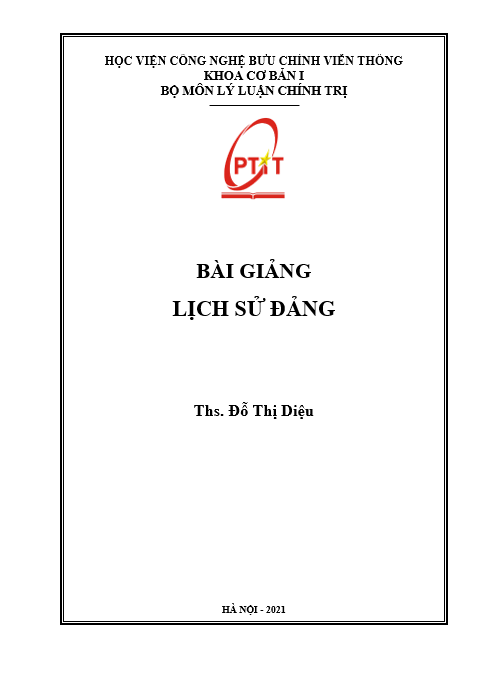 HỌC VIỆN CÔNG NGHỆ BƯU CHÍNH VIỄN THÔNG
KHOA CƠ BẢN I
BỘ MÔN LÝ LUẬN CHÍNH TRỊ
PTIT
BÀI GIẢNG
LỊCH SỬ ĐẢNG
Ths. Đỗ Thị Diệu
HÀ NỘI - 2021